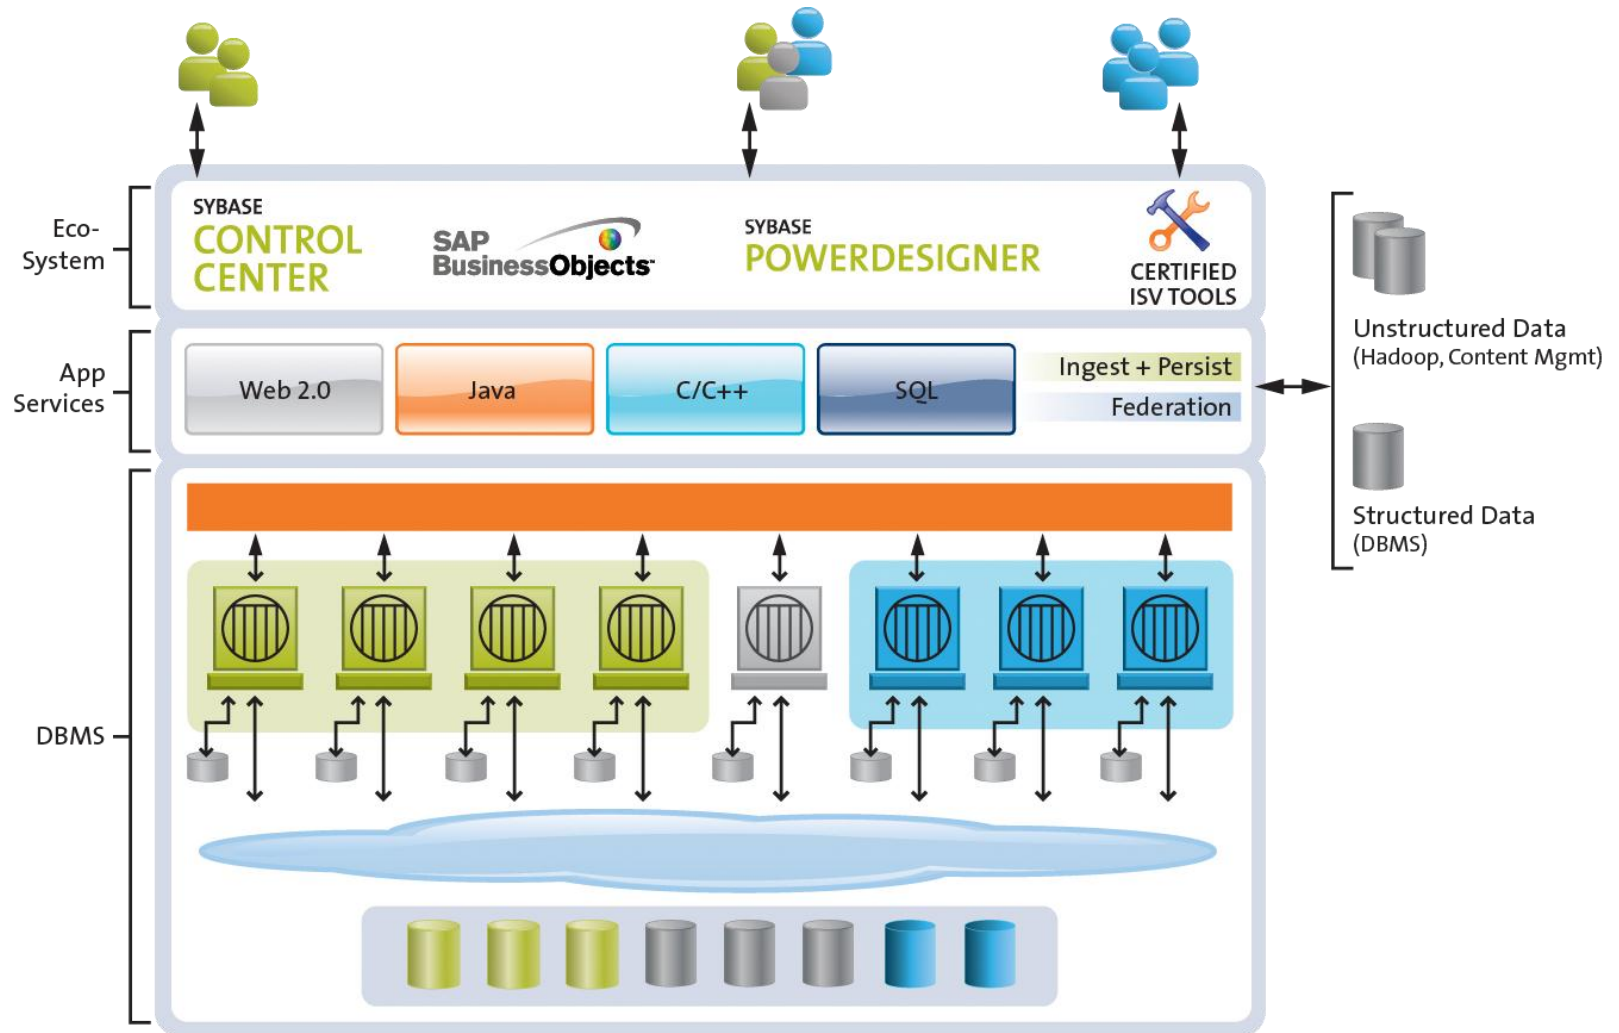 Eco-
System
SYBASE
CONTROL
CENTER
SAP
BusinessObjects™
SYBASE
POWERDESIGNER
CERTIFIED
ISV TOOLS
App
Services
Web 2.0
Java
C/C++
SQL
Ingest + Persist
Federation
Unstructured Data
(Hadoop, Content Mgmt)
Structured Data
(DBMS)
DBMS